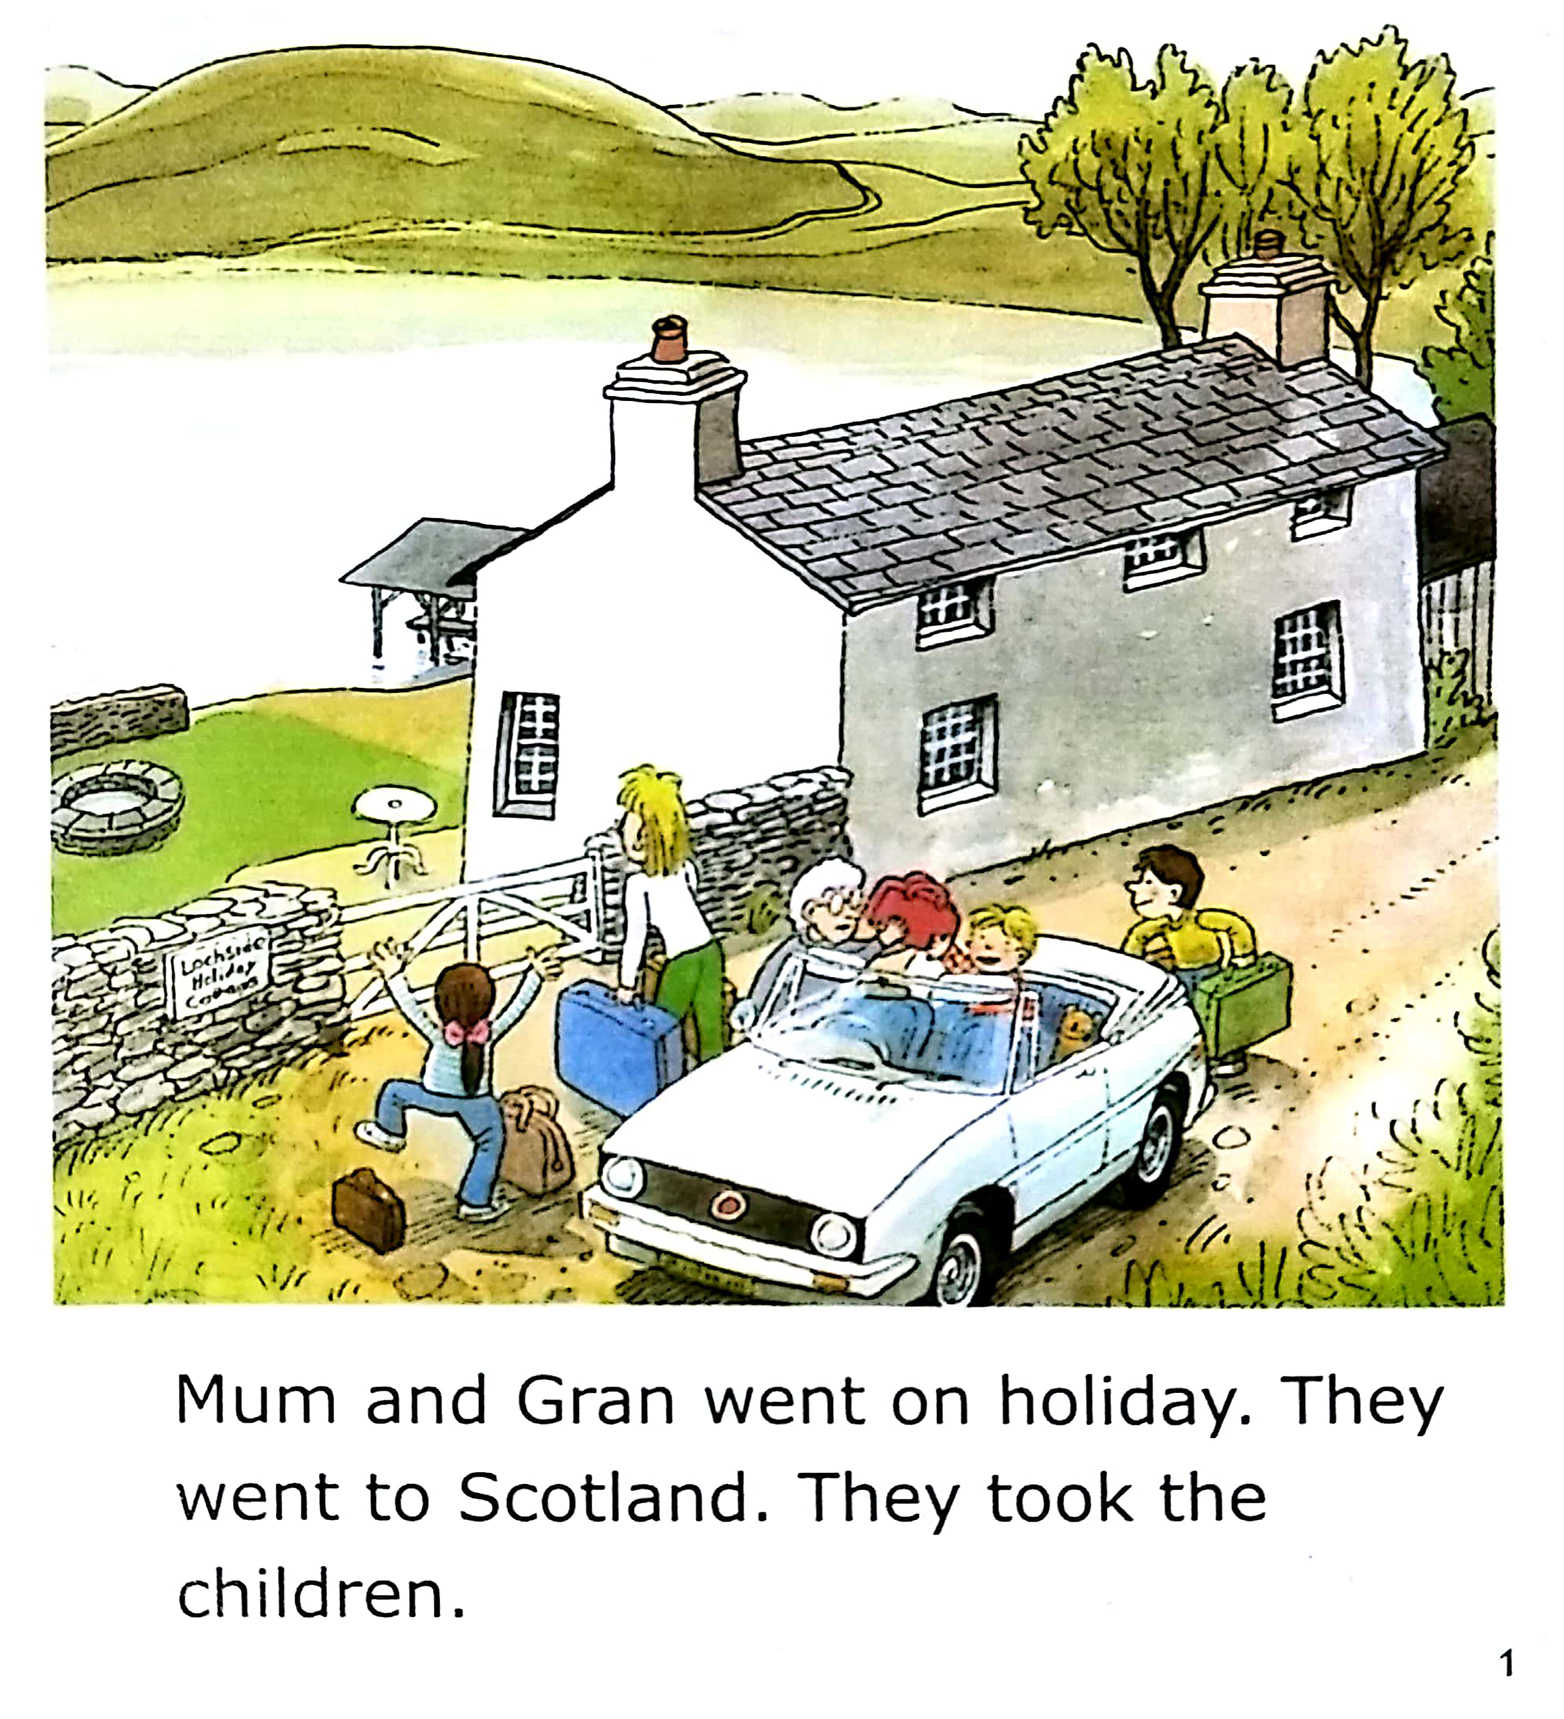 Lochside
Holiday
Mum and Gran went on holiday. They
went to Scotland. They took the
children.
1